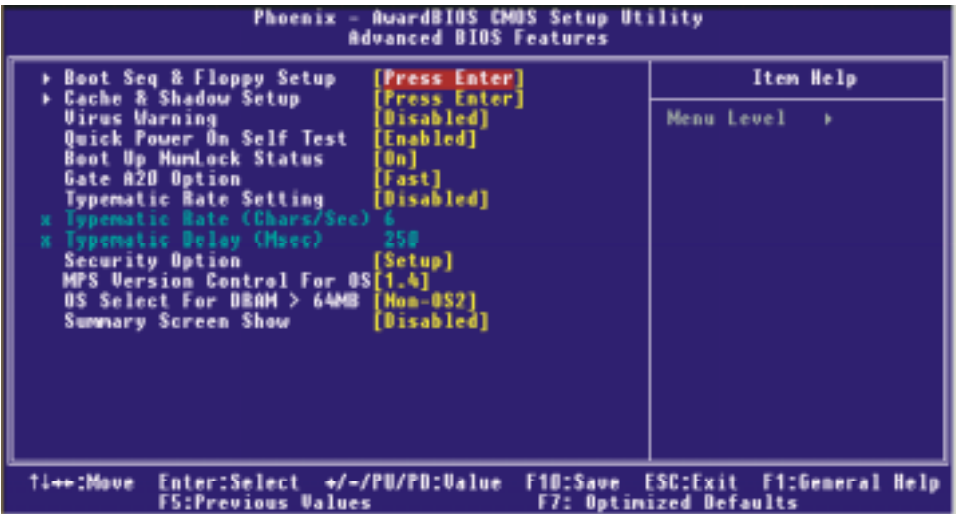 Phoenix - AwardBIOS CMOS Setup Utility
Advanced BIOS Features
Boot Seq & Floppy Setup [Press Enter]
Cache & Shadow Setup [Press Enter]
Virus Warning [Disabled]
Quick Power On Self Test [Enabled]
Boot Up NumLock Status [On]
Gate A20 Option [Fast]
Typematic Rate Setting [Disabled]
x Typematic Rate (Chars/Sec) 6
x Typematic Delay (Msec) 250
Security Option [Setup]
MPS Version Control For OS[1.4]
OS Select For DRAM > 64MB [Non-OS2]
Summary Screen Show [Disabled]
Item Help
Menu Level
↑↓→←:Move Enter:Select +/-/PU/PD:Value F10:Save ESC:Exit F1:General Help
F5:Previous Values F7: Optimized Defaults